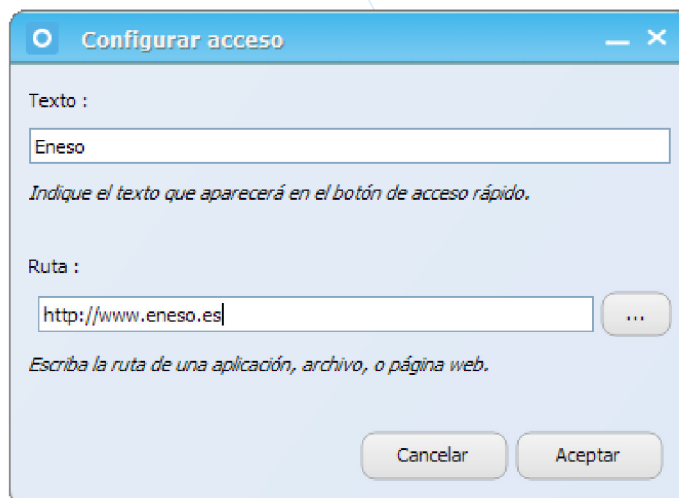 Configurar acceso
Texto :
Eneso
Indique el texto que aparecerá en el botón de acceso rápido.
Ruta :
http://www.eneso.es
...
Escriba la ruta de una aplicación, archivo, o página web.
Cancelar Aceptar